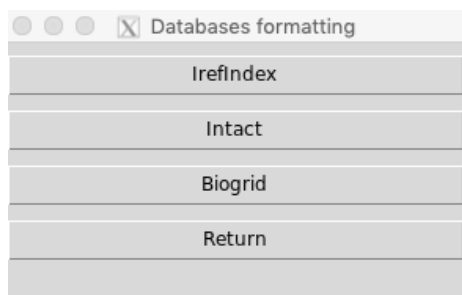 Databases formatting
IrefIndex
Intact
Biogrid
Return